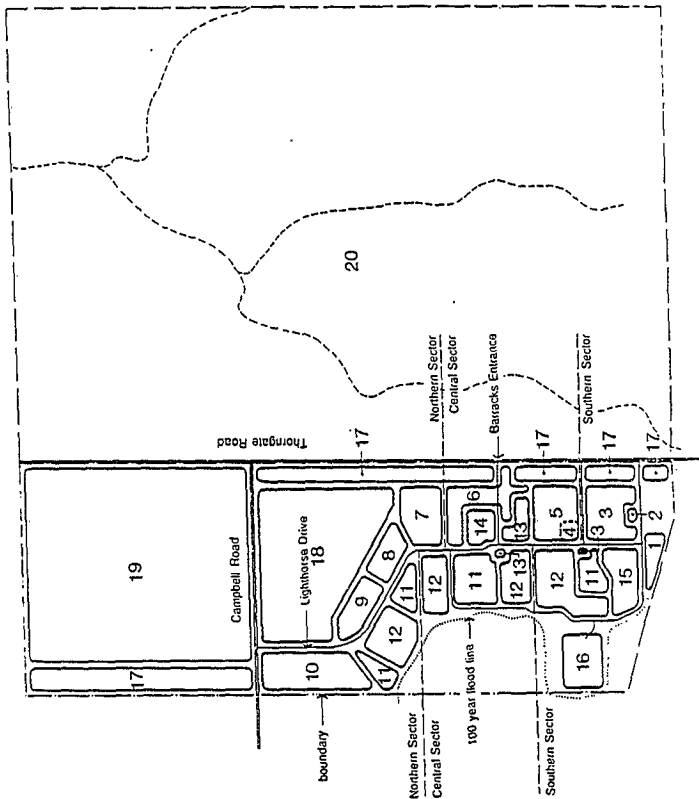 20
19
17
Campbell Road
Thorngate Road
Lighthorse Drive
18
17
10
9
8
7
boundary
11
12
11
Northern Sector
Central Sector
Northern Sector
Central Sector
100 year flood line
12
11
14
6
Barracks Entrance
12
13
13
17
Southern Sector
Southern Sector
12
5
4
16
11
3
3
17
15
1
2
17